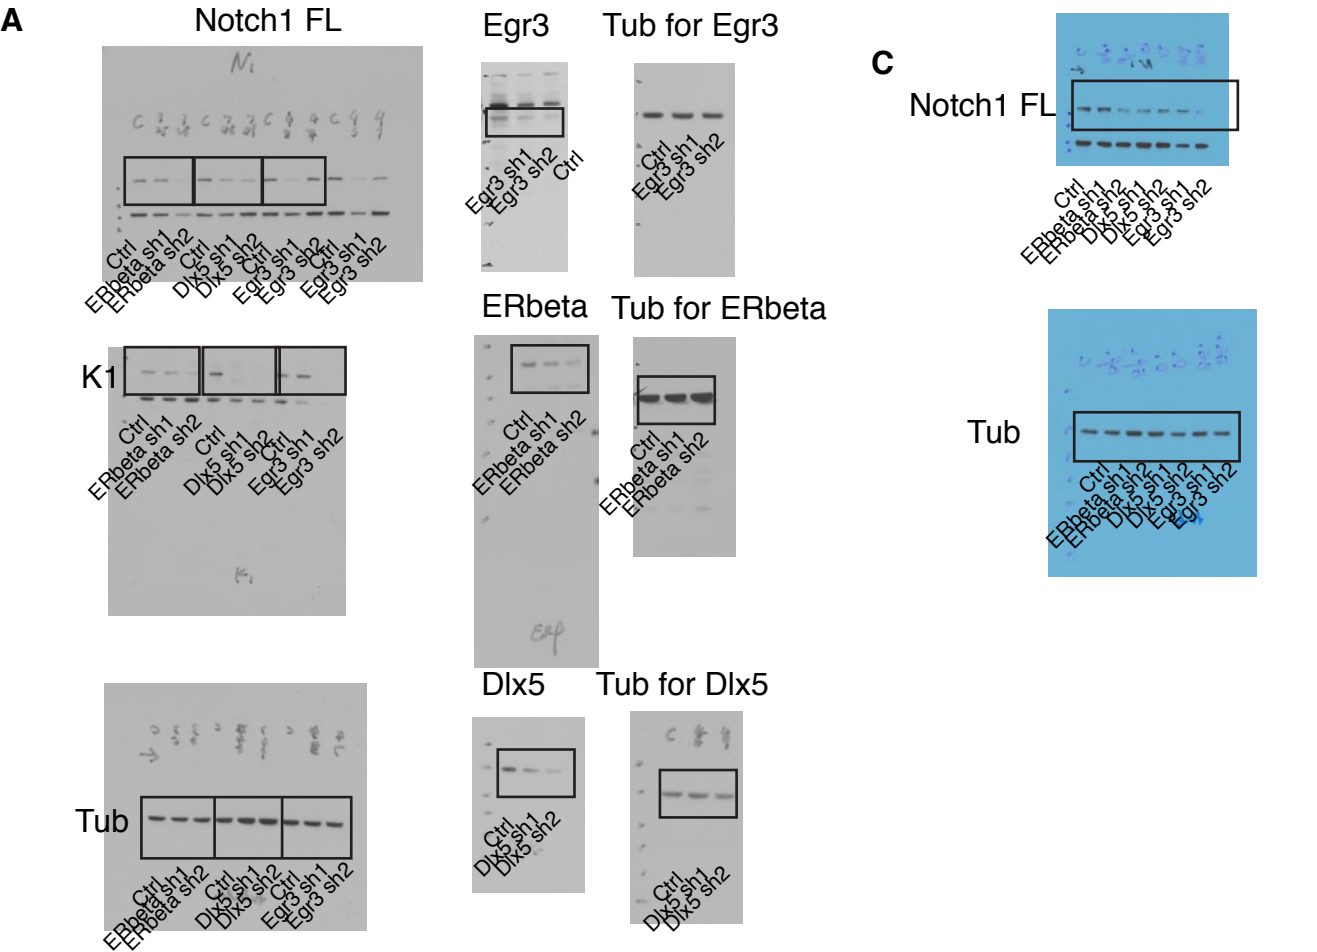 A
Notch1 FL
N1
Ctrl
ERbeta sh1
ERbeta sh2
Ctrl
Dlx5 sh1
Dlx5 sh2
Ctrl
Egr3 sh1
Egr3 sh2
Ctrl
Egr3 sh1
Egr3 sh2
K1
Ctrl
ERbeta sh1
ERbeta sh2
Ctrl
Dlx5 sh1
Dlx5 sh2
Ctrl
Egr3 sh1
Egr3 sh2
K1
Tub
Ctrl
ERbeta sh1
ERbeta sh2
Ctrl
Dlx5 sh1
Dlx5 sh2
Ctrl
Egr3 sh1
Egr3 sh2
Egr3
Egr3 sh1
Egr3 sh2
Ctrl
Tub for Egr3
Ctrl
Egr3 sh1
Egr3 sh2
ERbeta
Ctrl
ERbeta sh1
ERbeta sh2
ERβ
Tub for ERbeta
Ctrl
ERbeta sh1
ERbeta sh2
Dlx5
Ctrl
Dlx5 sh1
Dlx5 sh2
Tub for Dlx5
Ctrl
Dlx5 sh1
Dlx5 sh2
C
Notch1 FL
Ctrl
ERbeta sh1
ERbeta sh2
Dlx5 sh1
Dlx5 sh2
Egr3 sh1
Egr3 sh2
Tub
Ctrl
ERbeta sh1
ERbeta sh2
Dlx5 sh1
Dlx5 sh2
Egr3 sh1
Egr3 sh2